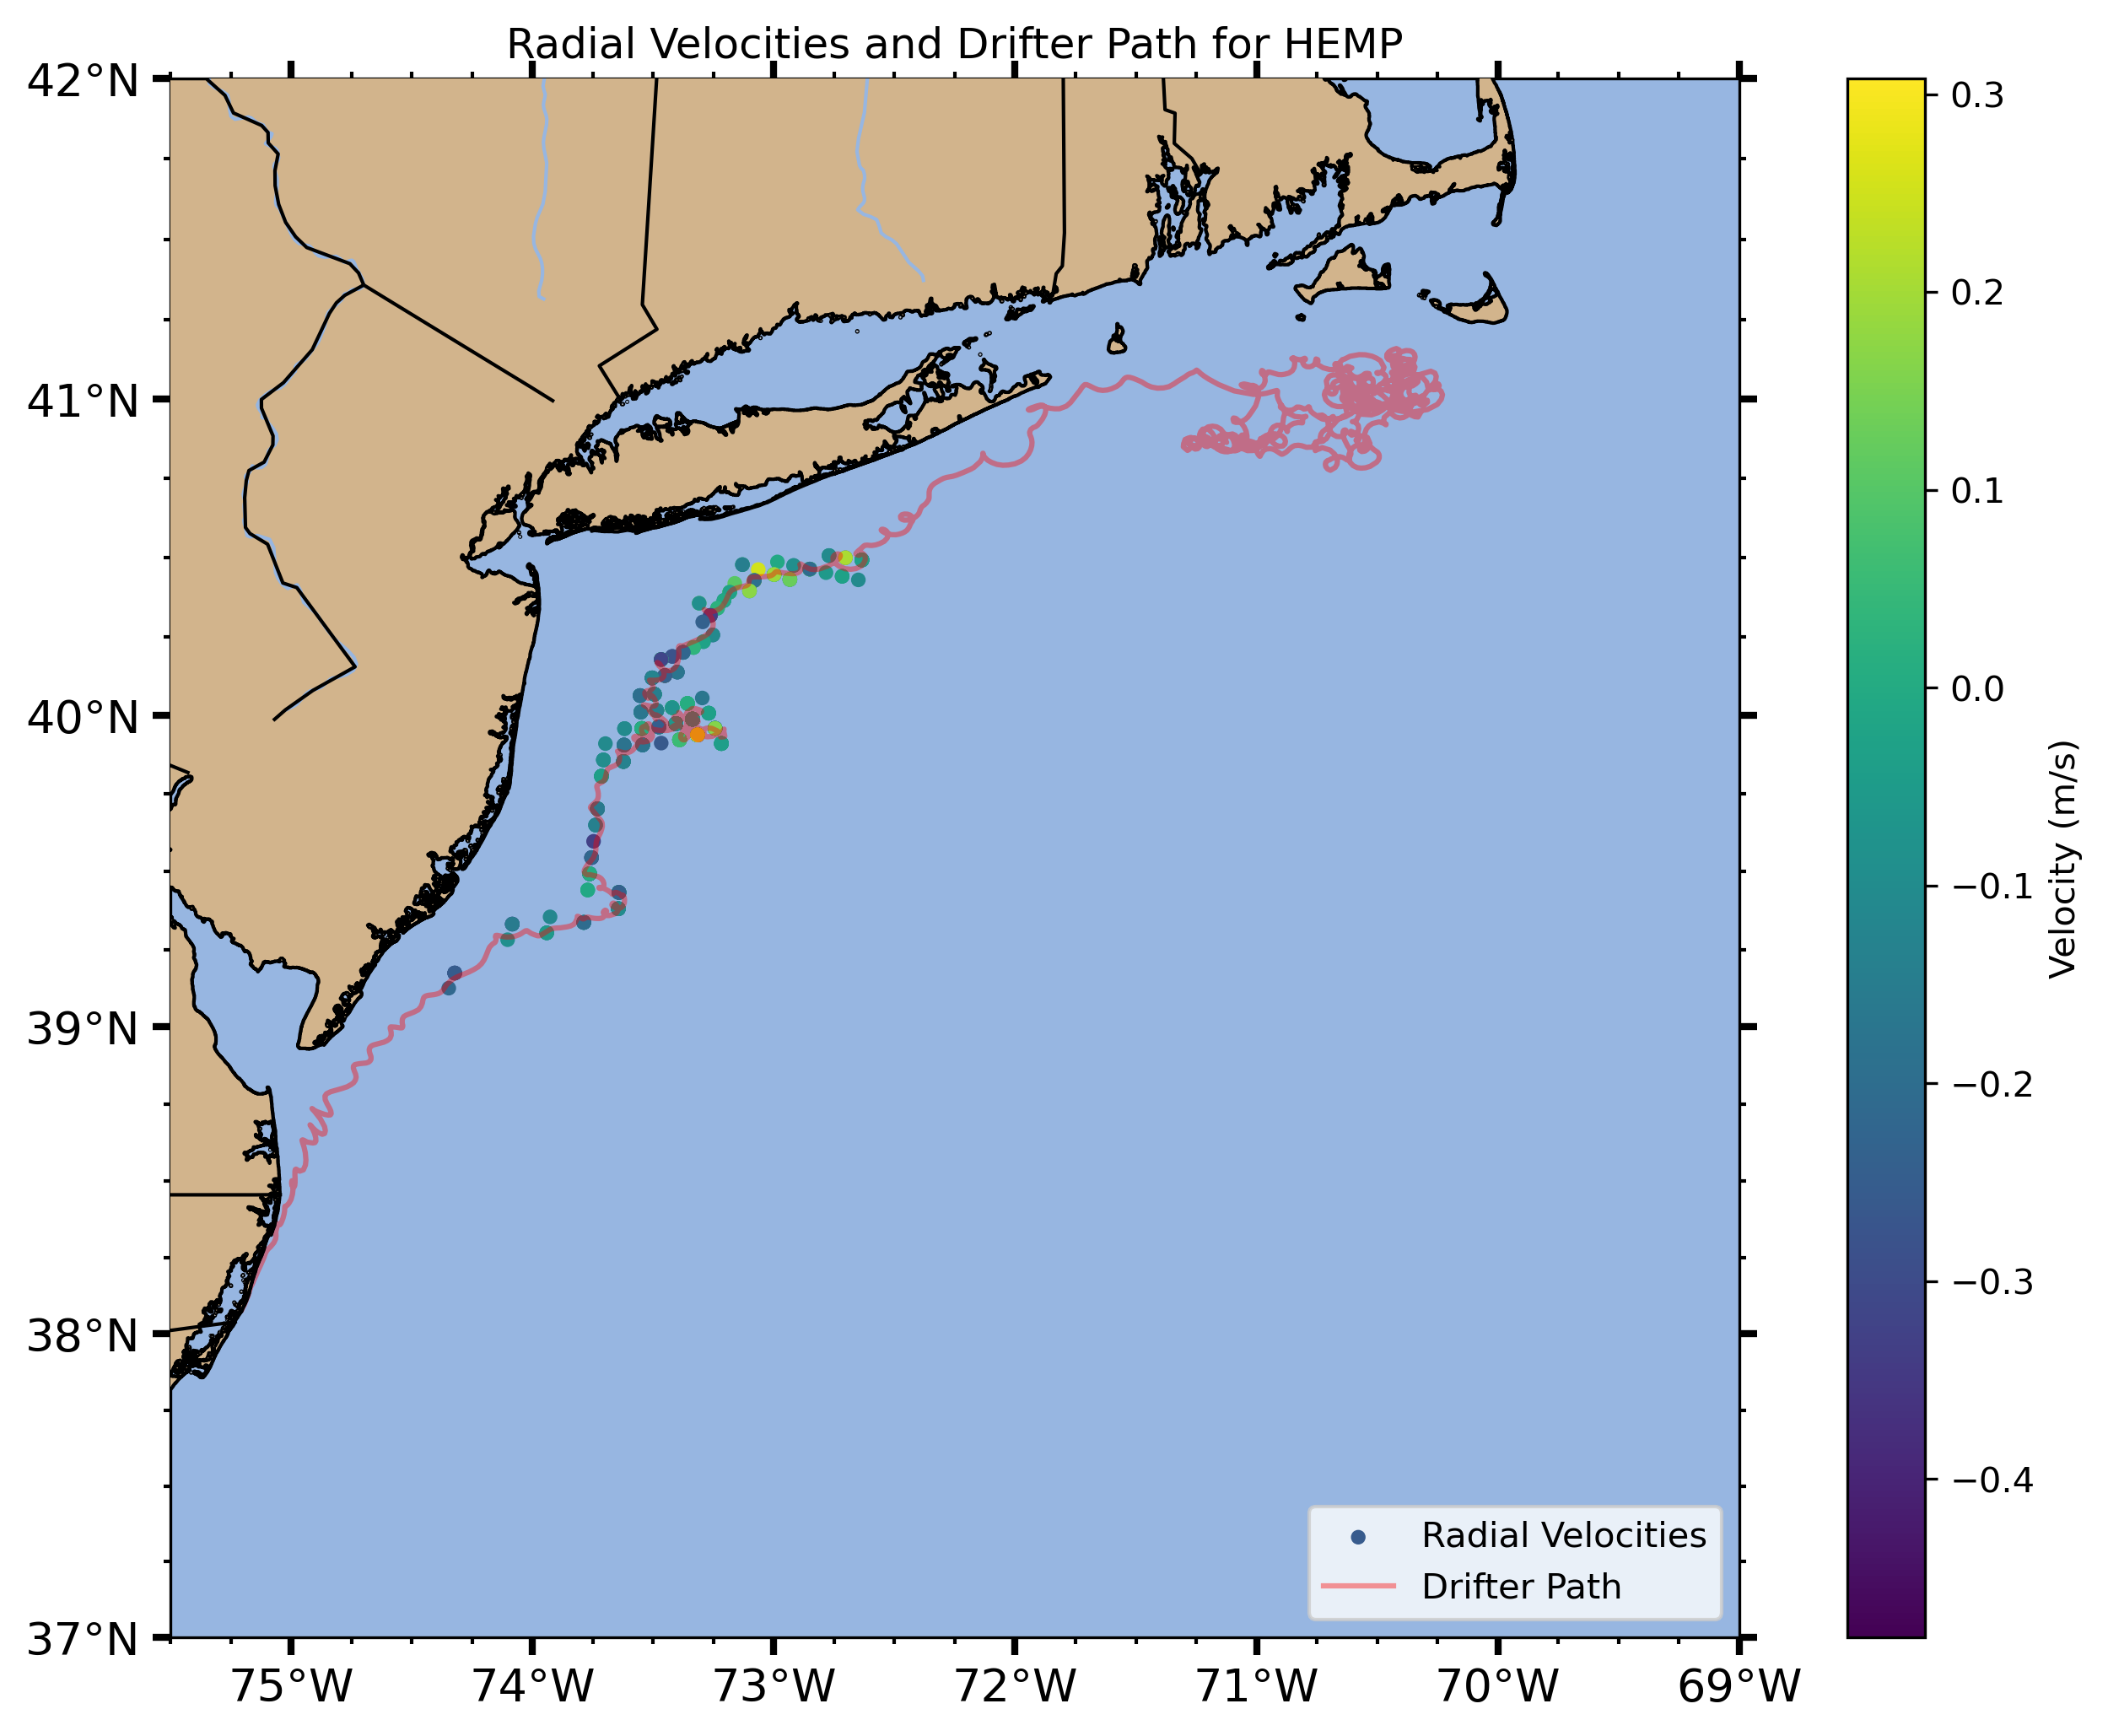 Radial Velocities and Drifter Path for HEMP
42°N
41°N
40°N
39°N
38°N
37°N
75°W
74°W
73°W
72°W
71°W
70°W
69°W
Radial Velocities
Drifter Path
0.3
0.2
0.1
0.0
−0.1
−0.2
−0.3
−0.4
Velocity (m/s)